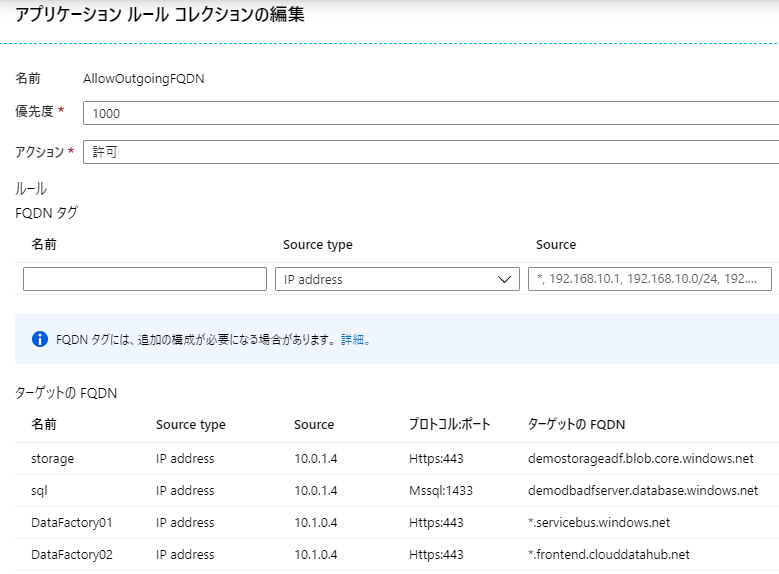 アプリケーション ルール コレクションの編集
名前 AllowOutgoingFQDN
優先度 * 1000
アクション * 許可
ルール
FQDN タグ
名前 Source type Source
IP address *, 192.168.10.1, 192.168.10.0/24, 192....
FQDN タグには、追加の構成が必要になる場合があります。 詳細。
ターゲットの FQDN
名前 Source type Source プロトコル:ポート ターゲットの FQDN
storage IP address 10.0.1.4 Https:443 demostorageadf.blob.core.windows.net
sql IP address 10.0.1.4 Mssql:1433 demodbadfserver.database.windows.net
DataFactory01 IP address 10.1.0.4 Https:443 *.servicebus.windows.net
DataFactory02 IP address 10.1.0.4 Https:443 *.frontend.clouddatahub.net